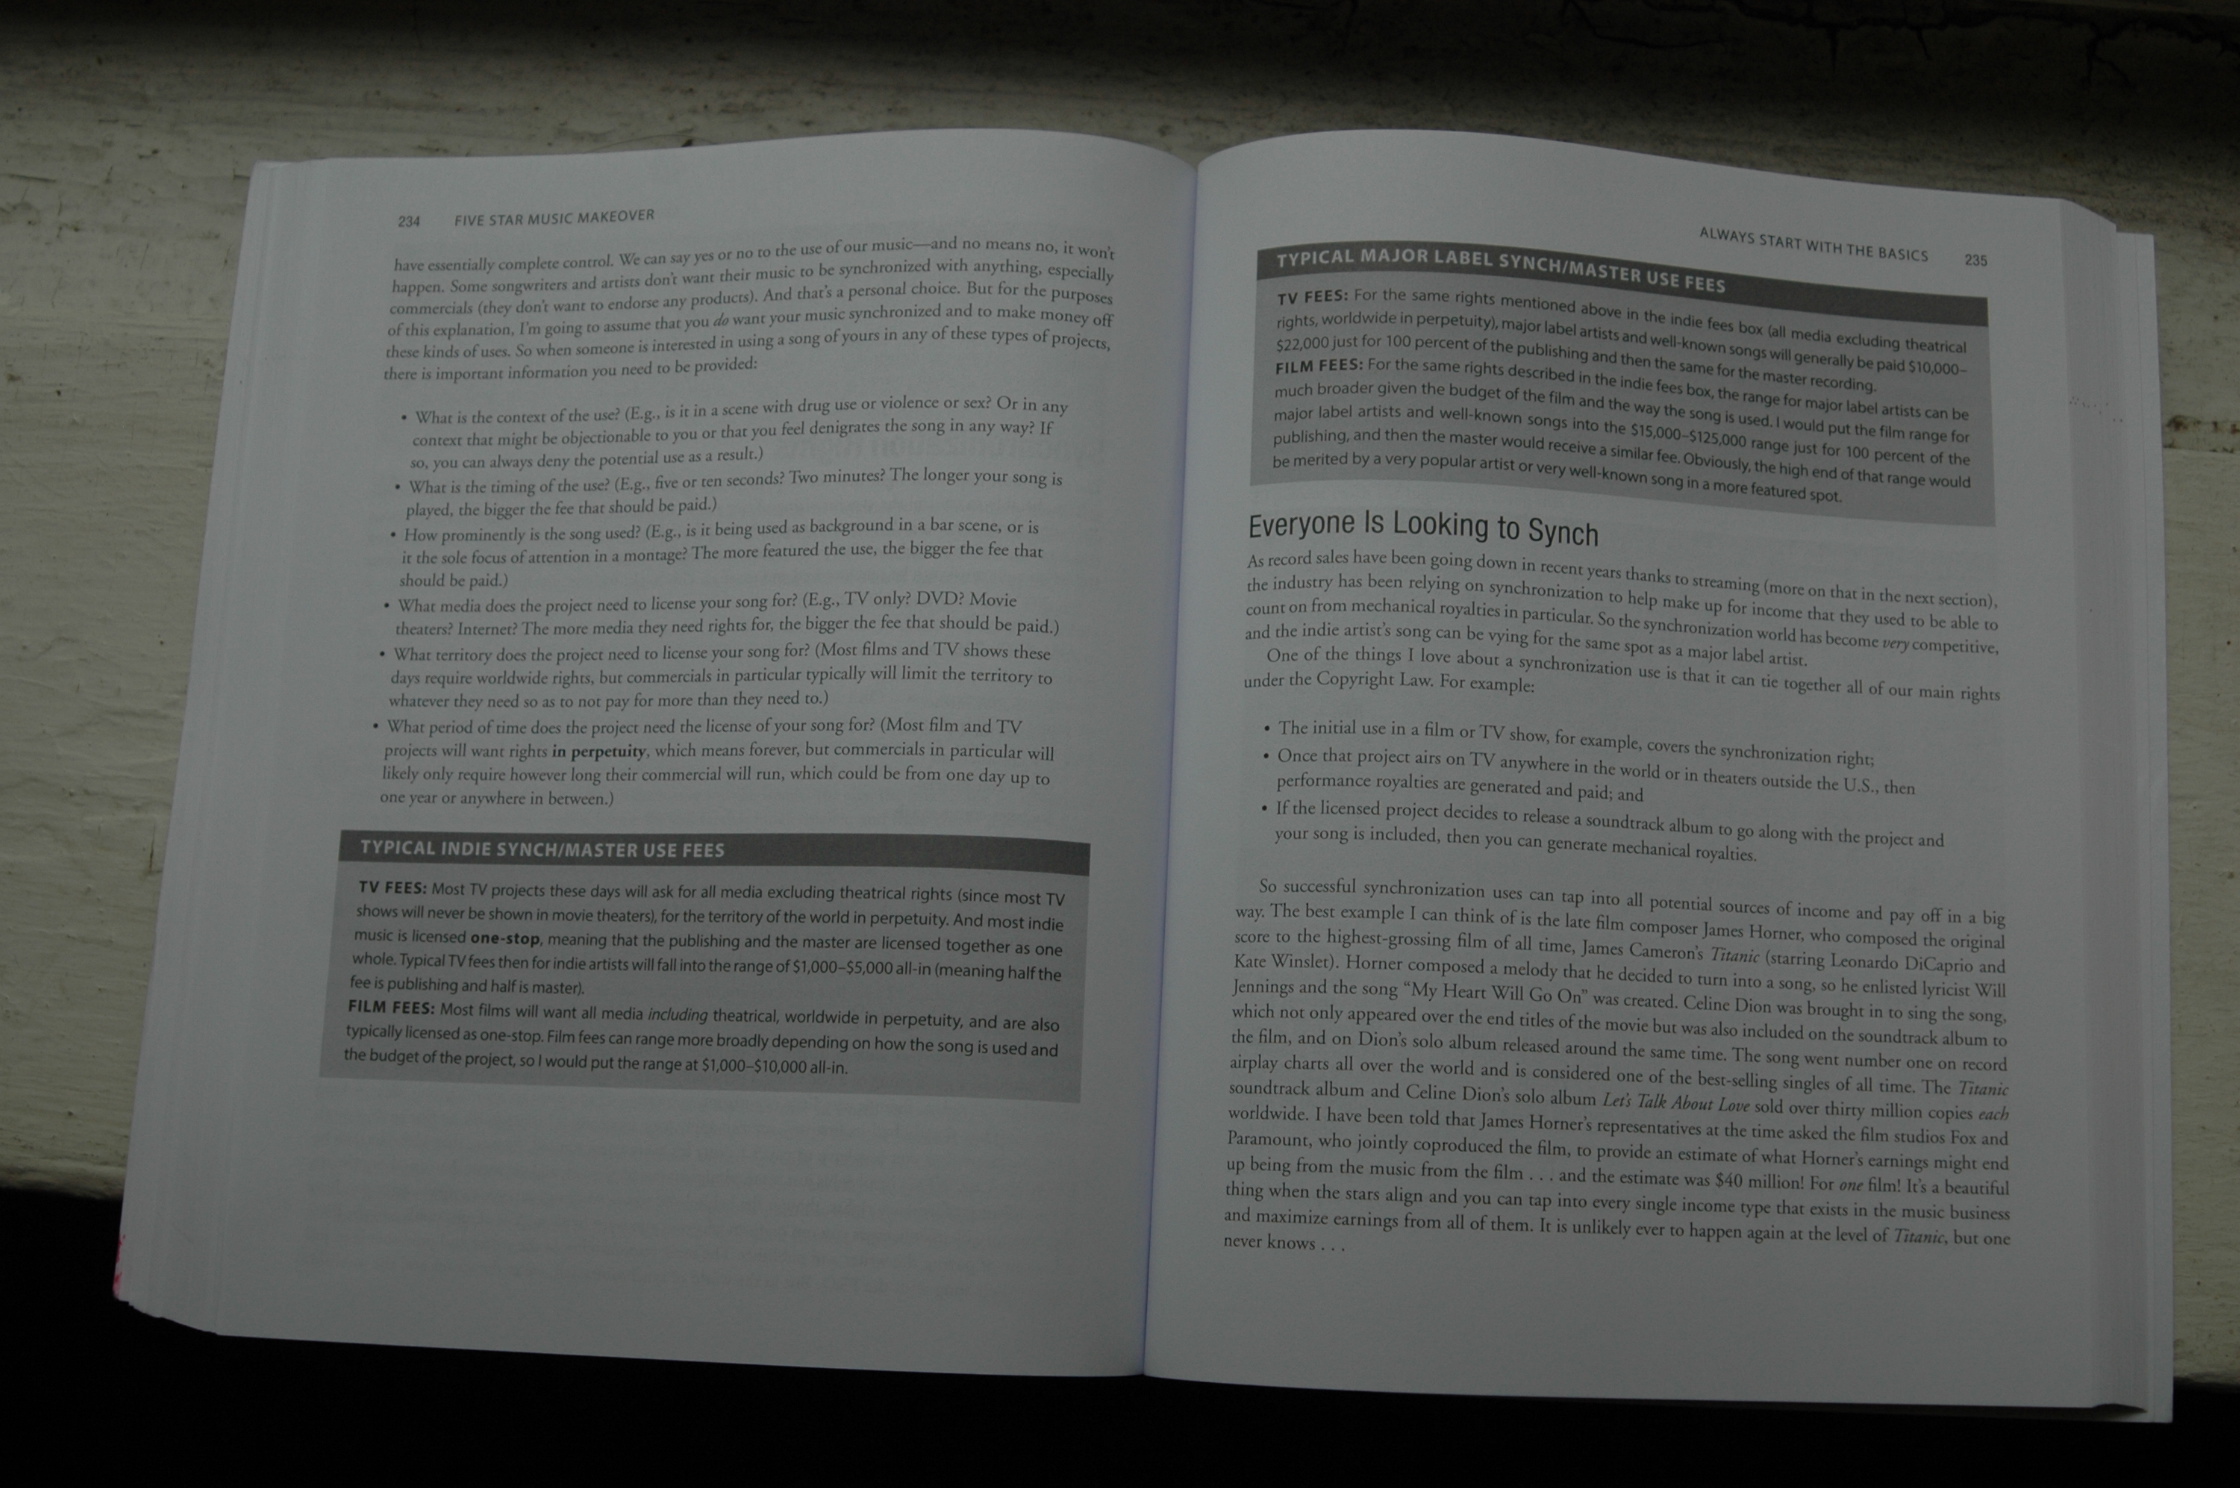 234 FIVE STAR MUSIC MAKEOVER
have essentially complete control. We can say yes or no to the use of our music—and no means no, it won't
happen. Some songwriters and artists don't want their music to be synchronized with anything, especially
commercials (they don't want to endorse any products). And that's a personal choice. But for the purposes
of this explanation, I'm going to assume that you do want your music synchronized and to make money off
these kinds of uses. So when someone is interested in using a song of yours in any of these types of projects,
there is important information you need to be provided:
• What is the context of the use? (E.g., is it in a scene with drug use or violence or sex? Or in any
context that might be objectionable to you or that you feel denigrates the song in any way? If
so, you can always deny the potential use as a result.)
• What is the timing of the use? (E.g., five or ten seconds? Two minutes? The longer your song is
played, the bigger the fee that should be paid.)
• How prominently is the song used? (E.g., is it being used as background in a bar scene, or is
it the sole focus of attention in a montage? The more featured the use, the bigger the fee that
should be paid.)
• What media does the project need to license your song for? (E.g., TV only? DVD? Movie
theaters? Internet? The more media they need rights for, the bigger the fee that should be paid.)
• What territory does the project need to license your song for? (Most films and TV shows these
days require worldwide rights, but commercials in particular typically will limit the territory to
whatever they need so as to not pay for more than they need to.)
• What period of time does the project need the license of your song for? (Most film and TV
projects will want rights in perpetuity, which means forever, but commercials in particular will
likely only require however long their commercial will run, which could be from one day up to
one year or anywhere in between.)
TYPICAL INDIE SYNCH/MASTER USE FEES
TV FEES: Most TV projects these days will ask for all media excluding theatrical rights (since most TV
shows will never be shown in movie theaters), for the territory of the world in perpetuity. And most indie
music is licensed one-stop, meaning that the publishing and the master are licensed together as one
whole. Typical TV fees then for indie artists will fall into the range of $1,000–$5,000 all-in (meaning half the
fee is publishing and half is master).
FILM FEES: Most films will want all media including theatrical, worldwide in perpetuity, and are also
typically licensed as one-stop. Film fees can range more broadly depending on how the song is used and
the budget of the project, so I would put the range at $1,000–$10,000 all-in.
ALWAYS START WITH THE BASICS 235
TYPICAL MAJOR LABEL SYNCH/MASTER USE FEES
TV FEES: For the same rights mentioned above in the indie fees box (all media excluding theatrical
rights, worldwide in perpetuity), major label artists and well-known songs will generally be paid $10,000–
$22,000 just for 100 percent of the publishing and then the same for the master recording.
FILM FEES: For the same rights described in the indie fees box, the range for major label artists can be
much broader given the budget of the film and the way the song is used. I would put the film range for
major label artists and well-known songs into the $15,000–$125,000 range just for 100 percent of the
publishing, and then the master would receive a similar fee. Obviously, the high end of that range would
be merited by a very popular artist or very well-known song in a more featured spot.
Everyone Is Looking to Synch
As record sales have been going down in recent years thanks to streaming (more on that in the next section),
the industry has been relying on synchronization to help make up for income that they used to be able to
count on from mechanical royalties in particular. So the synchronization world has become very competitive,
and the indie artist's song can be vying for the same spot as a major label artist.
One of the things I love about a synchronization use is that it can tie together all of our main rights
under the Copyright Law. For example:
• The initial use in a film or TV show, for example, covers the synchronization right;
• Once that project airs on TV anywhere in the world or in theaters outside the U.S., then
performance royalties are generated and paid; and
• If the licensed project decides to release a soundtrack album to go along with the project and
your song is included, then you can generate mechanical royalties.
So successful synchronization uses can tap into all potential sources of income and pay off in a big
way. The best example I can think of is the late film composer James Horner, who composed the original
score to the highest-grossing film of all time, James Cameron's Titanic (starring Leonardo DiCaprio and
Kate Winslet). Horner composed a melody that he decided to turn into a song, so he enlisted lyricist Will
Jennings and the song “My Heart Will Go On” was created. Celine Dion was brought in to sing the song,
which not only appeared over the end titles of the movie but was also included on the soundtrack album to
the film, and on Dion's solo album released around the same time. The song went number one on record
airplay charts all over the world and is considered one of the best-selling singles of all time. The Titanic
soundtrack album and Celine Dion's solo album Let's Talk About Love sold over thirty million copies each
worldwide. I have been told that James Horner's representatives at the time asked the film studios Fox and
Paramount, who jointly coproduced the film, to provide an estimate of what Horner's earnings might end
up being from the music from the film . . . and the estimate was $40 million! For one film! It's a beautiful
thing when the stars align and you can tap into every single income type that exists in the music business
and maximize earnings from all of them. It is unlikely ever to happen again at the level of Titanic, but one
never knows . . .